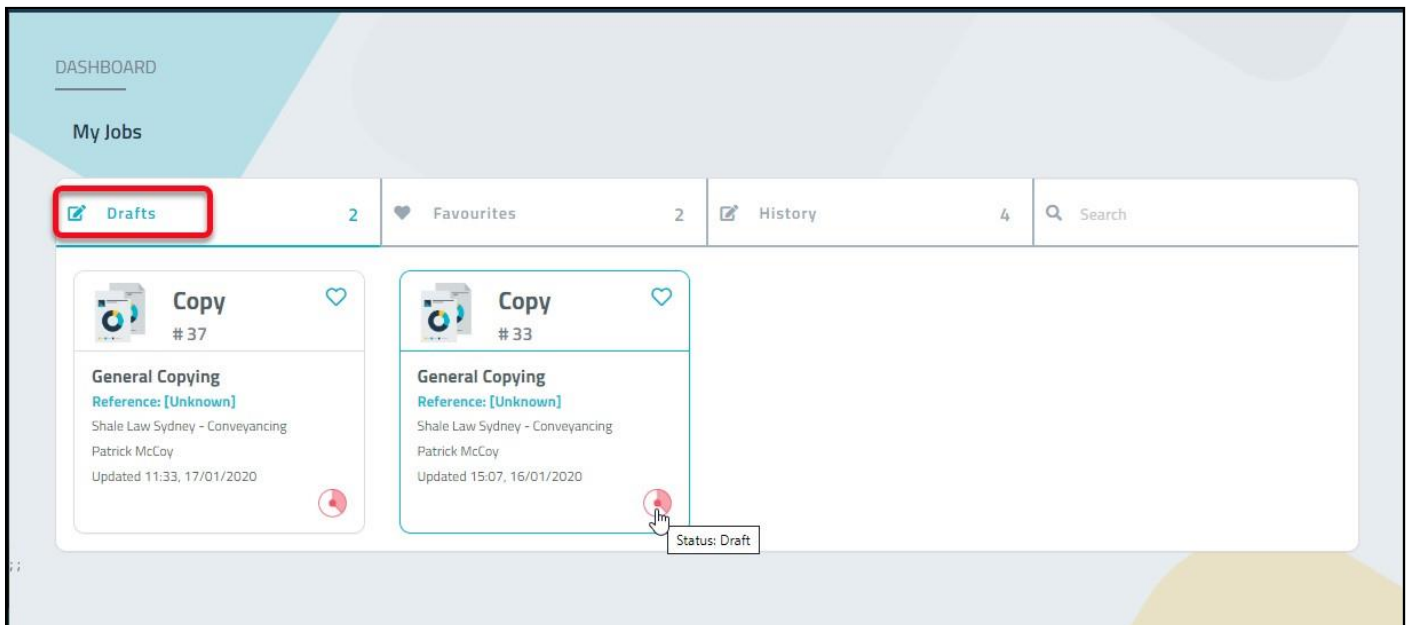 DASHBOARD
My Jobs
Drafts 2 Favourites 2 History 4 Search
Copy
# 37
General Copying
Reference: [Unknown]
Shale Law Sydney - Conveyancing
Patrick McCoy
Updated 11:33, 17/01/2020
Copy
# 33
General Copying
Reference: [Unknown]
Shale Law Sydney - Conveyancing
Patrick McCoy
Updated 15:07, 16/01/2020
Status: Draft
;;